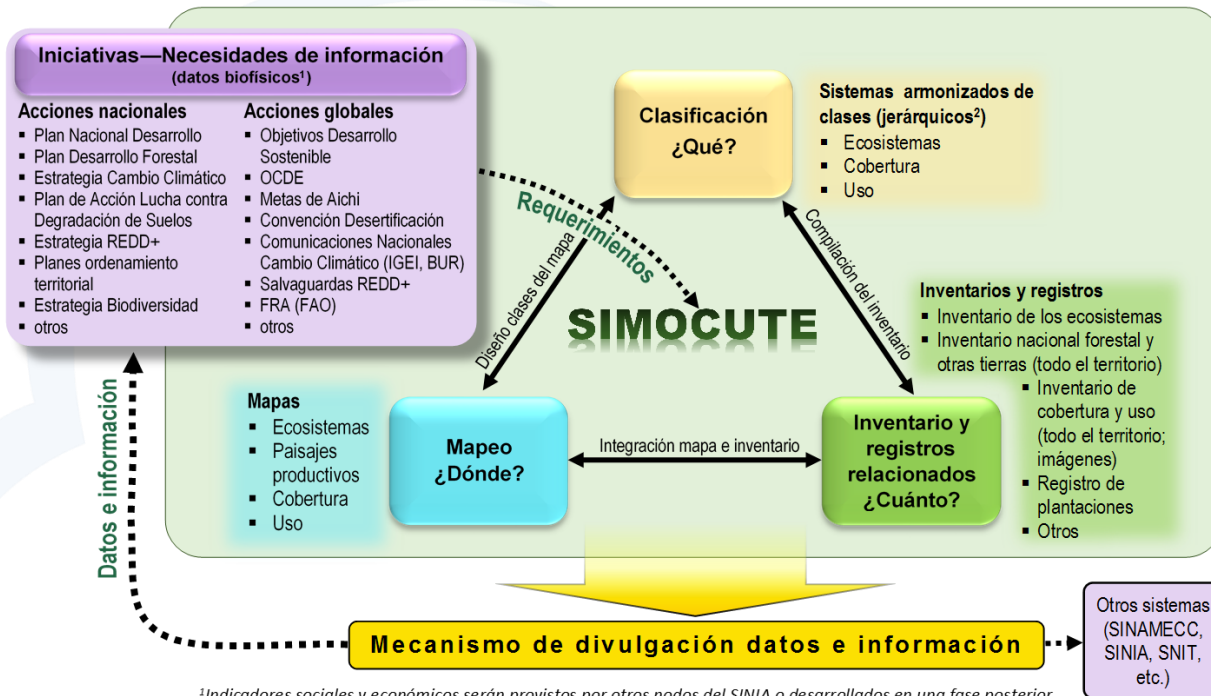 Iniciativas—Necesidades de información
(datos biofísicos¹)
Acciones nacionales
▪ Plan Nacional Desarrollo
▪ Plan Desarrollo Forestal
▪ Estrategia Cambio Climático
▪ Plan de Acción Lucha contra
Degradación de Suelos
▪ Estrategia REDD+
▪ Planes ordenamiento
territorial
▪ Estrategia Biodiversidad
▪ otros
Acciones globales
▪ Objetivos Desarrollo
Sostenible
▪ OCDE
▪ Metas de Aichi
▪ Convención Desertificación
▪ Comunicaciones Nacionales
Cambio Climático (IGEI, BUR)
▪ Salvaguardas REDD+
▪ FRA (FAO)
▪ otros
Requerimientos
Clasificación
¿Qué?
Sistemas armonizados de
clases (jerárquicos²)
▪ Ecosistemas
▪ Cobertura
▪ Uso
Diseño clases del mapa
Compilación del inventario
SIMOCUTE
Inventarios y registros
▪ Inventario de los ecosistemas
▪ Inventario nacional forestal y
otras tierras (todo el territorio)
▪ Inventario de
cobertura y uso
(todo el territorio;
imágenes)
▪ Registro de
plantaciones
▪ Otros
Mapas
▪ Ecosistemas
▪ Paisajes
productivos
▪ Cobertura
▪ Uso
Mapeo
¿Dónde?
Integración mapa e inventario
Inventario y
registros
relacionados
¿Cuánto?
Datos e información
Mecanismo de divulgación datos e información
Otros sistemas
(SINAMECC,
SINIA, SNIT,
etc.)
¹Indicadores sociales y económicos serán provistos por otros nodos del SINIA o desarrollados en una fase posterior